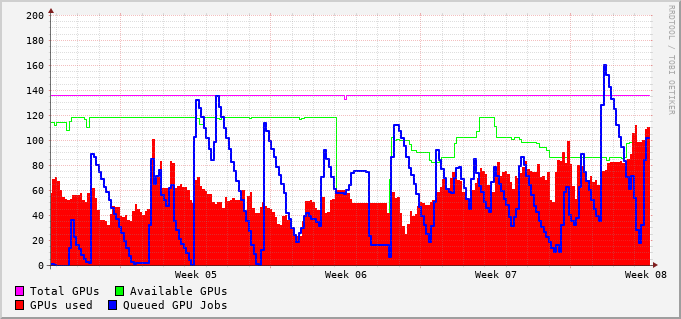 200
180
160
140
120
100
80
60
40
20
0
Week 05 Week 06 Week 07 Week 08
Total GPUs Available GPUs
GPUs used Queued GPU Jobs
RRDTOOL / TOBI OETIKER